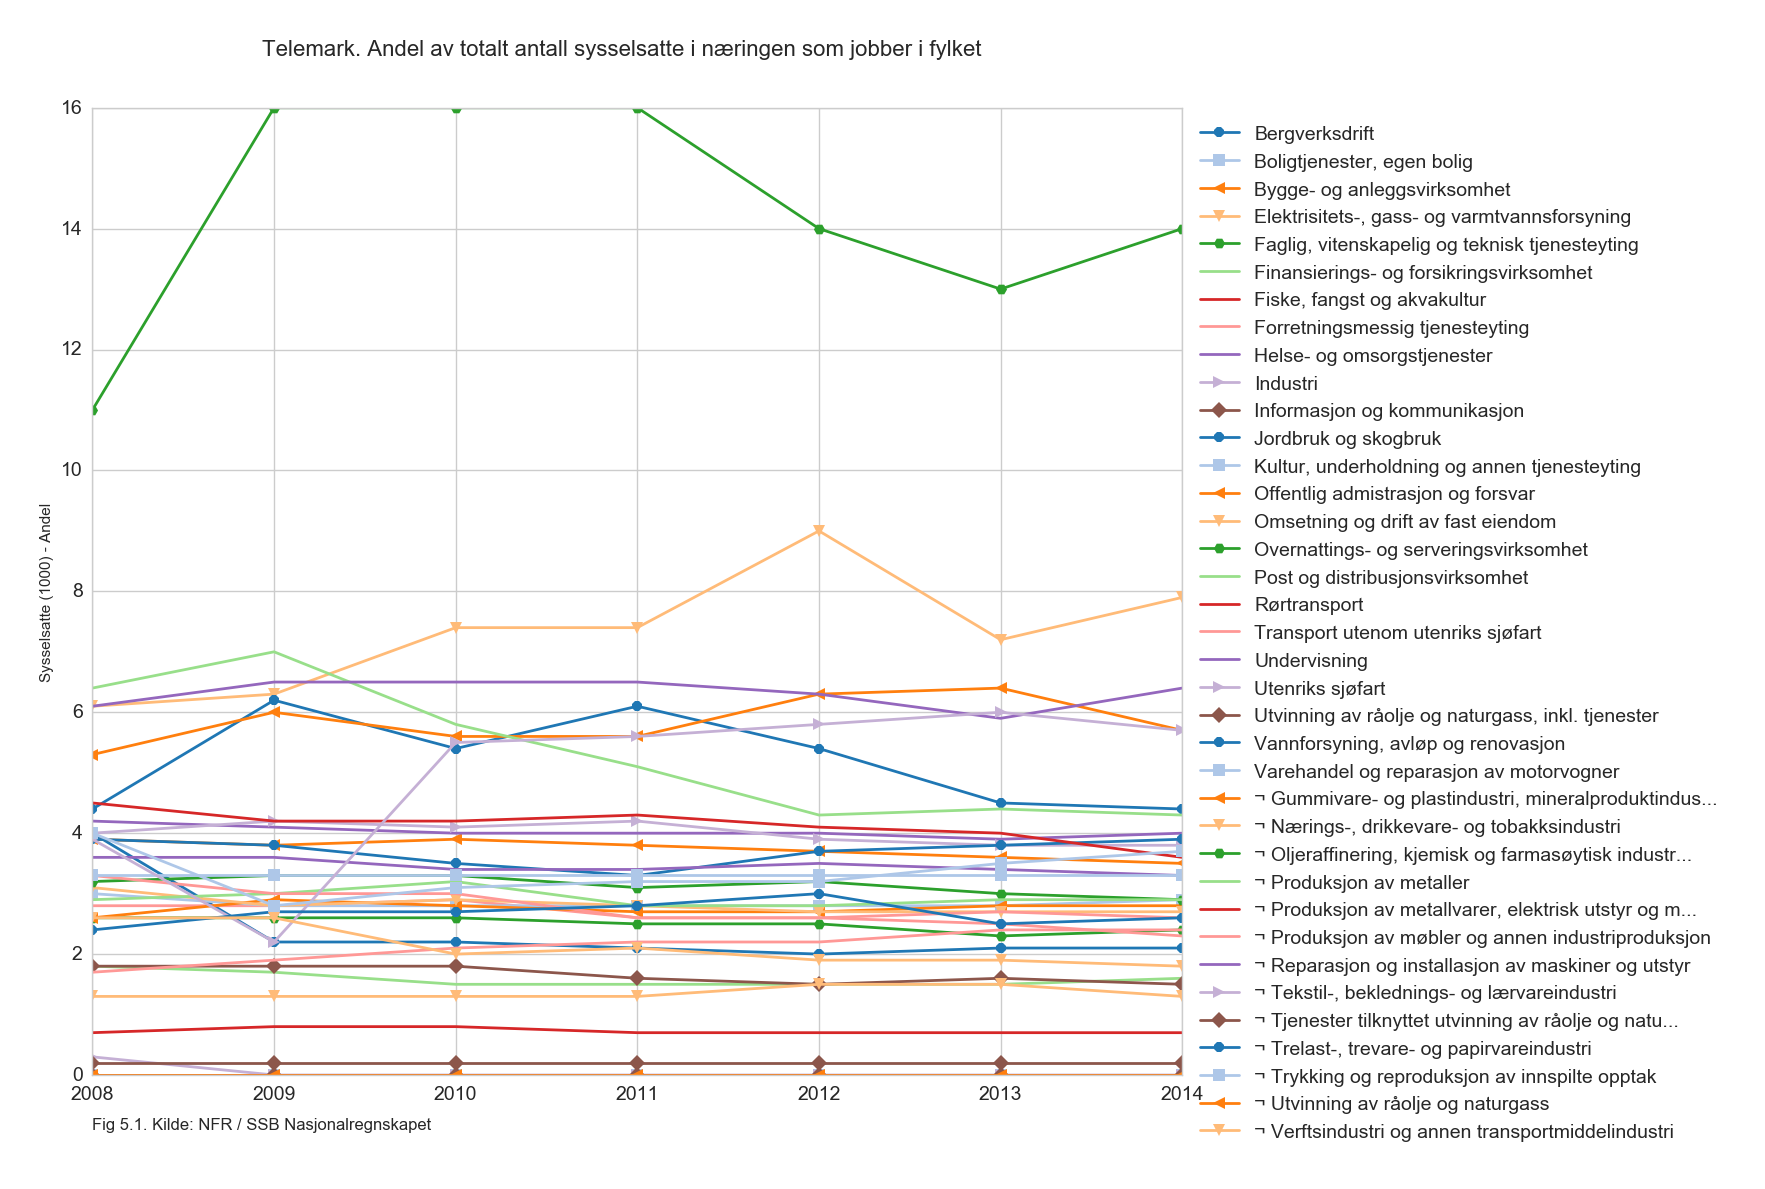 Telemark. Andel av totalt antall sysselsatte i næringen som jobber i fylket
16
14
12
10
8
6
4
2
0
Sysselsatte (1000) - Andel
2008 2009 2010 2011 2012 2013 2014
Fig 5.1. Kilde: NFR / SSB Nasjonalregnskapet
Bergverksdrift
Boligtjenester, egen bolig
Bygge- og anleggsvirksomhet
Elektrisitets-, gass- og varmtvannsforsyning
Faglig, vitenskapelig og teknisk tjenesteyting
Finansierings- og forsikringsvirksomhet
Fiske, fangst og akvakultur
Forretningsmessig tjenesteyting
Helse- og omsorgstjenester
Industri
Informasjon og kommunikasjon
Jordbruk og skogbruk
Kultur, underholdning og annen tjenesteyting
Offentlig admistrasjon og forsvar
Omsetning og drift av fast eiendom
Overnattings- og serveringsvirksomhet
Post og distribusjonsvirksomhet
Rørtransport
Transport utenom utenriks sjøfart
Undervisning
Utenriks sjøfart
Utvinning av råolje og naturgass, inkl. tjenester
Vannforsyning, avløp og renovasjon
Varehandel og reparasjon av motorvogner
¬ Gummivare- og plastindustri, mineralproduktindus...
¬ Nærings-, drikkevare- og tobakksindustri
¬ Oljeraffinering, kjemisk og farmasøytisk industr...
¬ Produksjon av metaller
¬ Produksjon av metallvarer, elektrisk utstyr og m...
¬ Produksjon av møbler og annen industriproduksjon
¬ Reparasjon og installasjon av maskiner og utstyr
¬ Tekstil-, beklednings- og lærvareindustri
¬ Tjenester tilknyttet utvinning av råolje og natu...
¬ Trelast-, trevare- og papirvareindustri
¬ Trykking og reproduksjon av innspilte opptak
¬ Utvinning av råolje og naturgass
¬ Verftsindustri og annen transportmiddelindustri